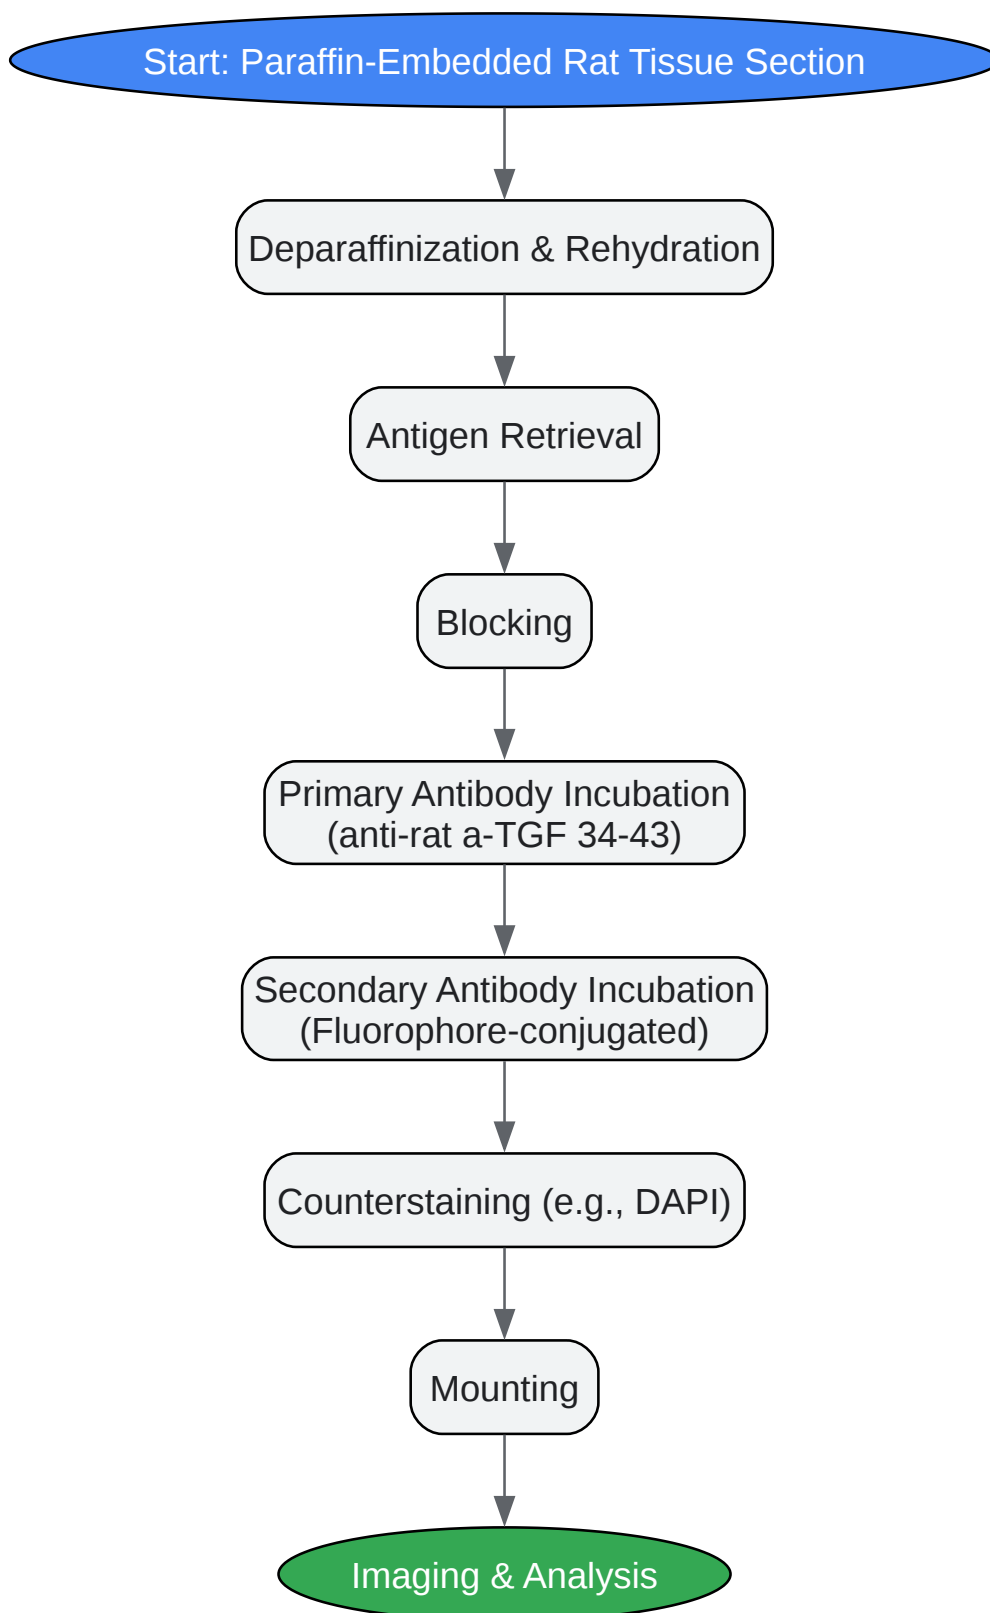 Start: Paraffin-Embedded Rat Tissue Section
Deparaffinization & Rehydration
Antigen Retrieval
Blocking
Primary Antibody Incubation
(anti-rat a-TGF 34-43)
Secondary Antibody Incubation
(Fluorophore-conjugated)
Counterstaining (e.g., DAPI)
Mounting
Imaging & Analysis